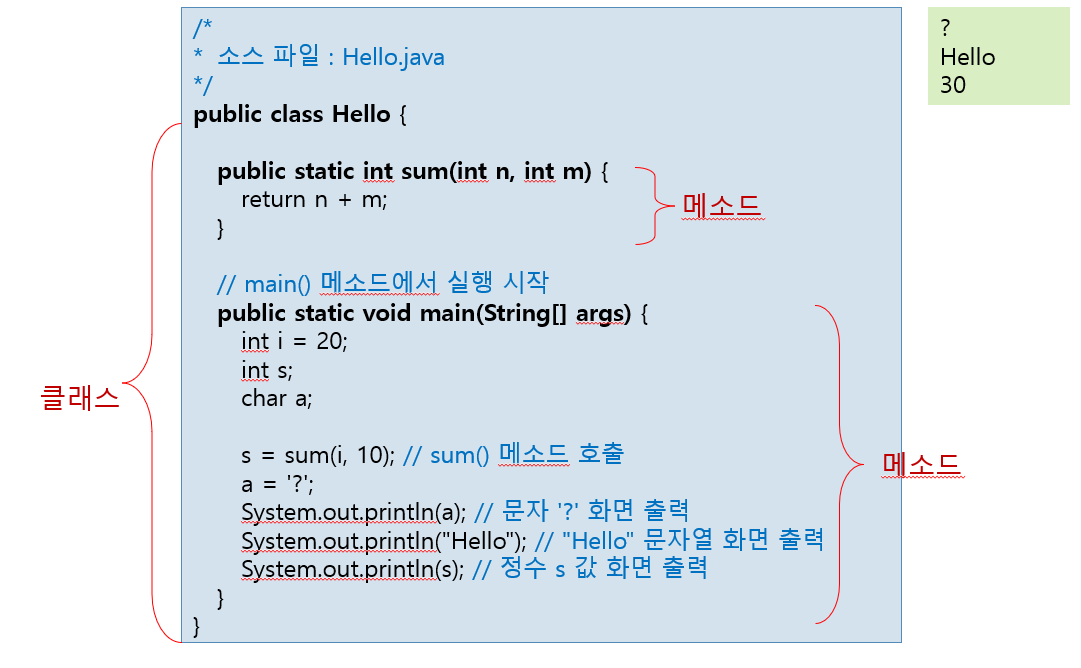 /*
* 소스 파일 : Hello.java
*/
public class Hello {
public static int sum(int n, int m) {
return n + m;
}
메소드
// main() 메소드에서 실행 시작
public static void main(String[] args) {
int i = 20;
int s;
char a;
클래스
s = sum(i, 10); // sum() 메소드 호출
a = '?';
메소드
System.out.println(a); // 문자 '?' 화면 출력
System.out.println("Hello"); // "Hello" 문자열 화면 출력
System.out.println(s); // 정수 s 값 화면 출력
}
}
?
Hello
30